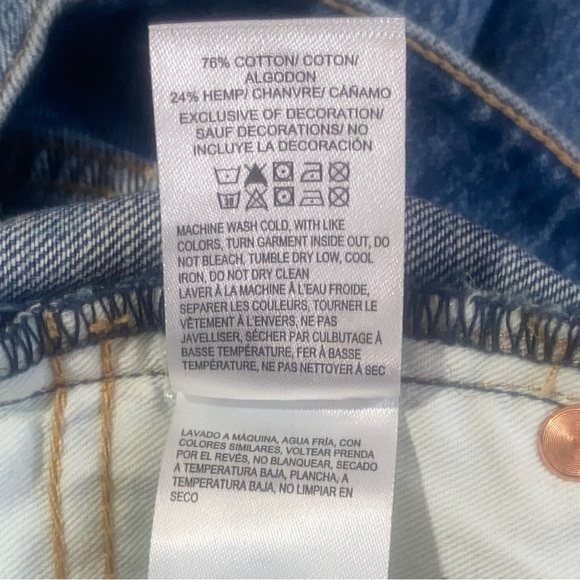 76% COTTON/ COTON/
ALGODON
24% HEMP/ CHANVRE/ CÁÑAMO
EXCLUSIVE OF DECORATION/
SAUF DECORATIONS/ NO
INCLUYE LA DECORACIÓN
MACHINE WASH COLD, WITH LIKE
COLORS, TURN GARMENT INSIDE OUT, DO
NOT BLEACH, TUMBLE DRY LOW, COOL
IRON, DO NOT DRY CLEAN
LAVER À LA MACHINE À L'EAU FROIDE,
SEPARER LES COULEURS, TOURNER LE
VÊTEMENT À L'ENVERS, NE PAS
JAVELLISER, SÉCHER PAR CULBUTAGE À
BASSE TEMPÉRATURE, FER À BASSE
TEMPÉRATURE, NE PAS NETTOYER À SEC
LAVADO A MÁQUINA, AGUA FRÍA, CON
COLORES SIMILARES, VOLTEAR PRENDA
POR EL REVÉS, NO BLANQUEAR, SECADO
A TEMPERATURA BAJA, PLANCHA, A
TEMPERATURA BAJA, NO LIMPIAR EN
SECO